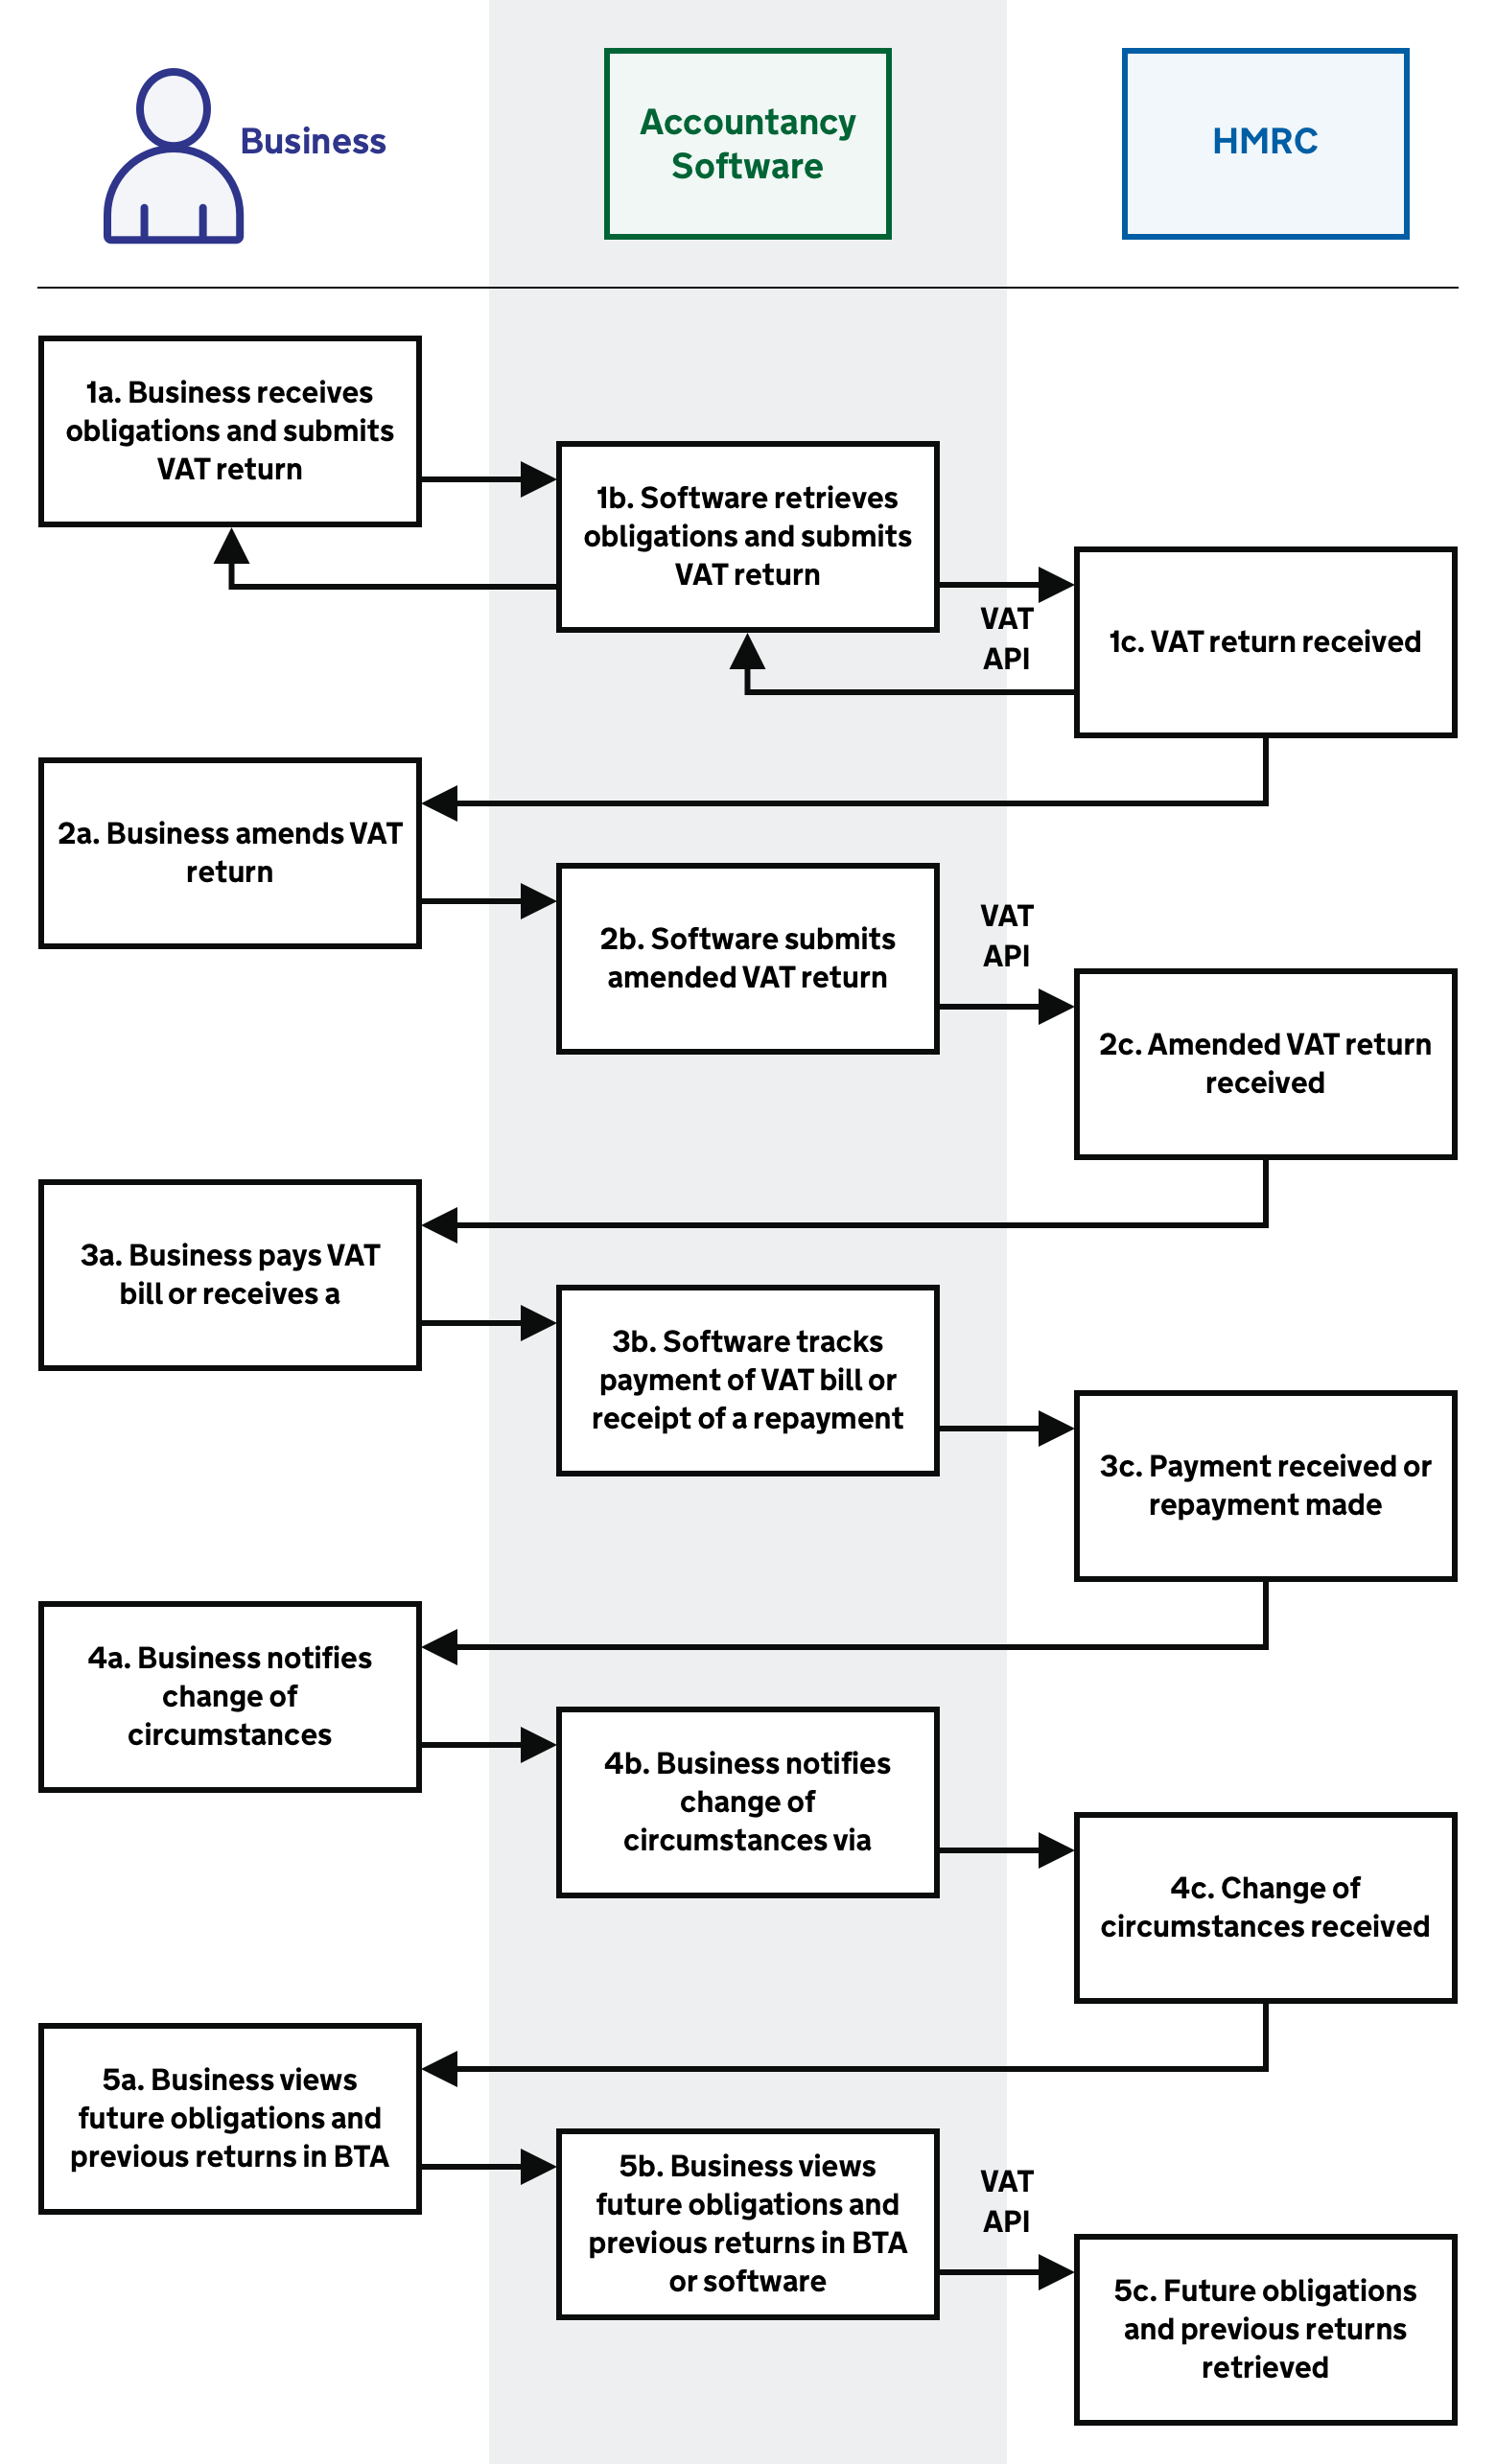 Business
Accountancy
Software
HMRC
1a. Business receives
obligations and submits
VAT return
1b. Software retrieves
obligations and submits
VAT return
VAT
API
1c. VAT return received
2a. Business amends VAT
return
2b. Software submits
amended VAT return
VAT
API
2c. Amended VAT return
received
3a. Business pays VAT
bill or receives a
3b. Software tracks
payment of VAT bill or
receipt of a repayment
3c. Payment received or
repayment made
4a. Business notifies
change of
circumstances
4b. Business notifies
change of
circumstances via
4c. Change of
circumstances received
5a. Business views
future obligations and
previous returns in BTA
5b. Business views
future obligations and
previous returns in BTA
or software
VAT
API
5c. Future obligations
and previous returns
retrieved